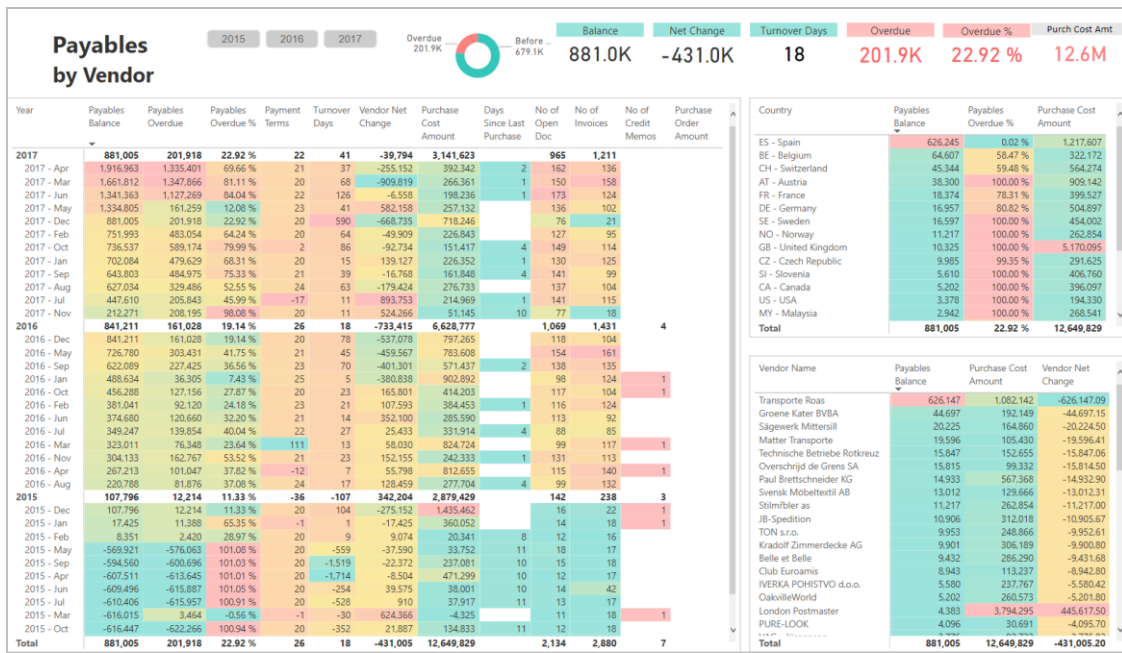 Payables
by Vendor
2015 2016 2017
Overdue
201.9K
Before ...
679.1K
Balance
881.0K
Net Change
-431.0K
Turnover Days
18
Overdue
201.9K
Overdue %
22.92 %
Purch Cost Amt
12.6M
Year Payables Balance Payables Overdue Payables Overdue % Payment Terms Turnover Days Vendor Net Change Purchase Cost Amount Days Since Last Purchase No of Open Doc No of Invoices No of Credit Memos Purchase Order Amount
2017 881,005 201,918 22.92 % 22 41 -39,794 3,141,623 965 1,211
2017 - Apr 1,916,963 1,335,401 69.66 % 21 37 -255,152 392,342 2 162 136
2017 - Mar 1,661,812 1,347,866 81.11 % 20 68 -909,819 266,361 1 150 158
2017 - Jun 1,341,363 1,127,269 84.04 % 22 126 -6,558 198,236 1 173 124
2017 - May 1,334,805 161,259 12.08 % 23 41 582,158 257,132 136 102
2017 - Dec 881,005 201,918 22.92 % 20 590 -668,735 718,246 76 21
2017 - Feb 751,993 483,054 64.24 % 20 64 -49,909 226,843 127 95
2017 - Oct 736,537 589,174 79.99 % 2 86 -92,734 151,417 4 149 114
2017 - Jan 702,084 479,629 68.31 % 20 15 139,127 226,352 1 130 125
2017 - Sep 643,803 484,975 75.33 % 21 39 -16,768 161,848 4 141 99
2017 - Aug 627,034 329,486 52.55 % 24 63 -179,424 276,733 137 104
2017 - Jul 447,610 205,843 45.99 % -17 11 893,753 214,969 1 141 115
2017 - Nov 212,271 208,195 98.08 % 20 11 524,266 51,145 10 77 18
2016 841,211 161,028 19.14 % 26 18 -733,415 6,628,777 1,069 1,431 4
2016 - Dec 841,211 161,028 19.14 % 20 78 -537,078 797,265 118 104
2016 - May 726,780 303,431 41.75 % 21 45 -459,567 783,608 154 161
2016 - Sep 622,089 227,425 36.56 % 23 70 -401,301 571,437 2 138 135
2016 - Jan 488,634 36,305 7.43 % 25 5 -380,838 902,892 98 124 1
2016 - Oct 456,288 127,156 27.87 % 20 23 165,801 414,203 117 104 1
2016 - Feb 381,041 92,120 24.18 % 23 21 107,593 384,453 1 116 124
2016 - Jun 374,680 120,660 32.20 % 21 14 352,100 285,590 113 92
2016 - Jul 349,247 139,854 40.04 % 22 27 25,433 331,914 4 88 85
2016 - Mar 323,011 76,348 23.64 % 111 13 58,030 824,724 99 117 1
2016 - Nov 304,133 162,767 53.52 % 21 23 152,155 242,333 1 131 113
2016 - Apr 267,213 101,047 37.82 % -12 7 55,798 812,655 115 140 1
2016 - Aug 220,788 81,876 37.08 % 24 17 128,459 277,704 4 99 132
2015 107,796 12,214 11.33 % -36 -107 342,204 2,879,429 142 238 3
2015 - Dec 107,796 12,214 11.33 % 20 104 -275,152 1,435,462 16 22 1
2015 - Jan 17,425 11,388 65.35 % -1 1 -17,425 360,052 14 18 1
2015 - Feb 8,351 2,420 28.97 % 20 9 9,074 20,341 8 12 16
2015 - May -569,921 -576,063 101.08 % 20 -559 -37,590 33,752 11 18 17
2015 - Sep -594,560 -600,696 101.03 % 20 -1,519 -22,372 237,081 10 15 18
2015 - Apr -607,511 -613,645 101.01 % 20 -1,714 -8,504 471,299 10 12 17
2015 - Jun -609,496 -615,887 101.05 % 20 -254 39,575 38,001 10 14 42
2015 - Jul -610,406 -615,957 100.91 % 20 -528 910 37,917 11 13 17
2015 - Mar -616,015 3,464 -0.56 % -1 -30 624,366 -4,325 11 18 1
2015 - Oct -616,447 -622,266 100.94 % 20 -352 21,887 134,833 11 12 18
Total 881,005 201,918 22.92 % 26 18 -431,005 12,649,829 2,134 2,880 7
Country Payables Balance Payables Overdue % Purchase Cost Amount
ES - Spain 626,245 0.02 % 1,217,607
BE - Belgium 64,607 58.47 % 322,172
CH - Switzerland 45,344 59.48 % 564,274
AT - Austria 38,300 100.00 % 909,142
FR - France 18,374 78.31 % 399,527
DE - Germany 16,957 80.82 % 504,897
SE - Sweden 16,597 100.00 % 454,002
NO - Norway 11,217 100.00 % 262,854
GB - United Kingdom 10,325 100.00 % 5,170,095
CZ - Czech Republic 9,985 99.35 % 291,625
SI - Slovenia 5,610 100.00 % 406,760
CA - Canada 5,202 100.00 % 396,097
US - USA 3,378 100.00 % 194,330
MY - Malaysia 2,942 100.00 % 268,541
Total 881,005 22.92 % 12,649,829
Vendor Name Payables Balance Purchase Cost Amount Vendor Net Change
Transporte Roas 626,147 1,082,142 -626,147.09
Groene Kater BVBA 44,697 192,149 -44,697.15
Sägewerk Mittersill 20,225 164,860 -20,224.50
Matter Transporte 19,596 105,430 -19,596.41
Technische Betriebe Rotkreuz 15,847 152,655 -15,847.06
Overschrijd de Grens SA 15,815 99,332 -15,814.50
Paul Brettschneider KG 14,933 567,368 -14,932.90
Svensk Möbeltextil AB 13,012 129,666 -13,012.31
Stilmf̈bler as 11,217 262,854 -11,217.00
JB-Spedition 10,906 312,018 -10,905.67
TON s.r.o. 9,953 248,866 -9,952.61
Kradolf Zimmerdecke AG 9,901 306,189 -9,900.80
Belle et Belle 9,432 286,290 -9,431.68
Club Euroamis 8,943 113,237 -8,942.80
IVERKA POHISTVO d.o.o. 5,580 237,767 -5,580.42
OakvilleWorld 5,202 260,573 -5,201.80
London Postmaster 4,383 3,794,295 445,617.50
PURE-LOOK 4,096 30,691 -4,095.70
Total 881,005 12,649,829 -431,005.20